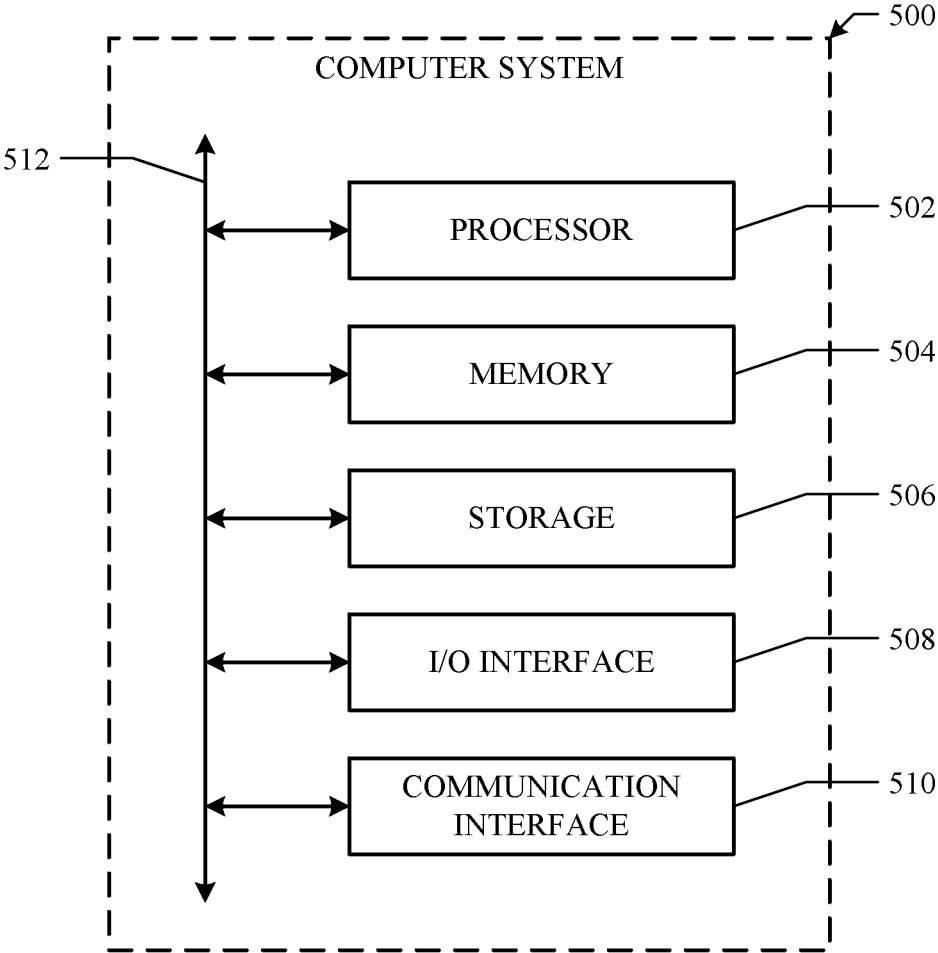 500
COMPUTER SYSTEM
512
PROCESSOR
502
MEMORY
504
STORAGE
506
I/O INTERFACE
508
COMMUNICATION
INTERFACE
510